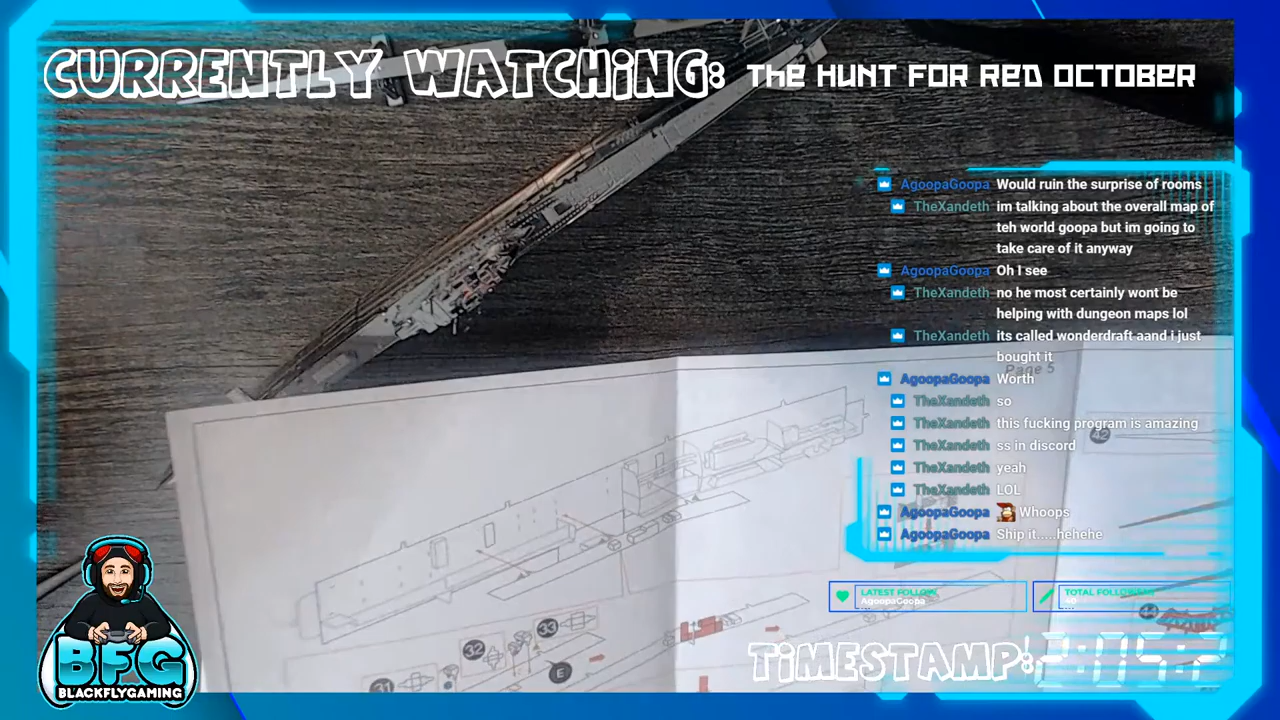 CURRENTLY WATCHING: THE HUNT FOR RED OCTOBER
AgoopaGoopa Would ruin the surprise of rooms
TheXandeth im talking about the overall map of
teh world goopa but im going to
take care of it anyway
AgoopaGoopa Oh I see
TheXandeth no he most certainly wont be
helping with dungeon maps lol
TheXandeth its called wonderdraft aand i just
bought it
Page 5
AgoopaGoopa Worth
TheXandeth so
TheXandeth this fucking program is amazing
42
TheXandeth ss in discord
TheXandeth yeah
TheXandeth LOL
AgoopaGoopa Whoops
AgoopaGoopa Ship it.....hehehe
LATEST FOLLOW
AgoopaGoopa
TOTAL FOLLOWERS
40
44
33
32
31
E
TIMESTAMP:
BFG
BLACKFLYGAMING